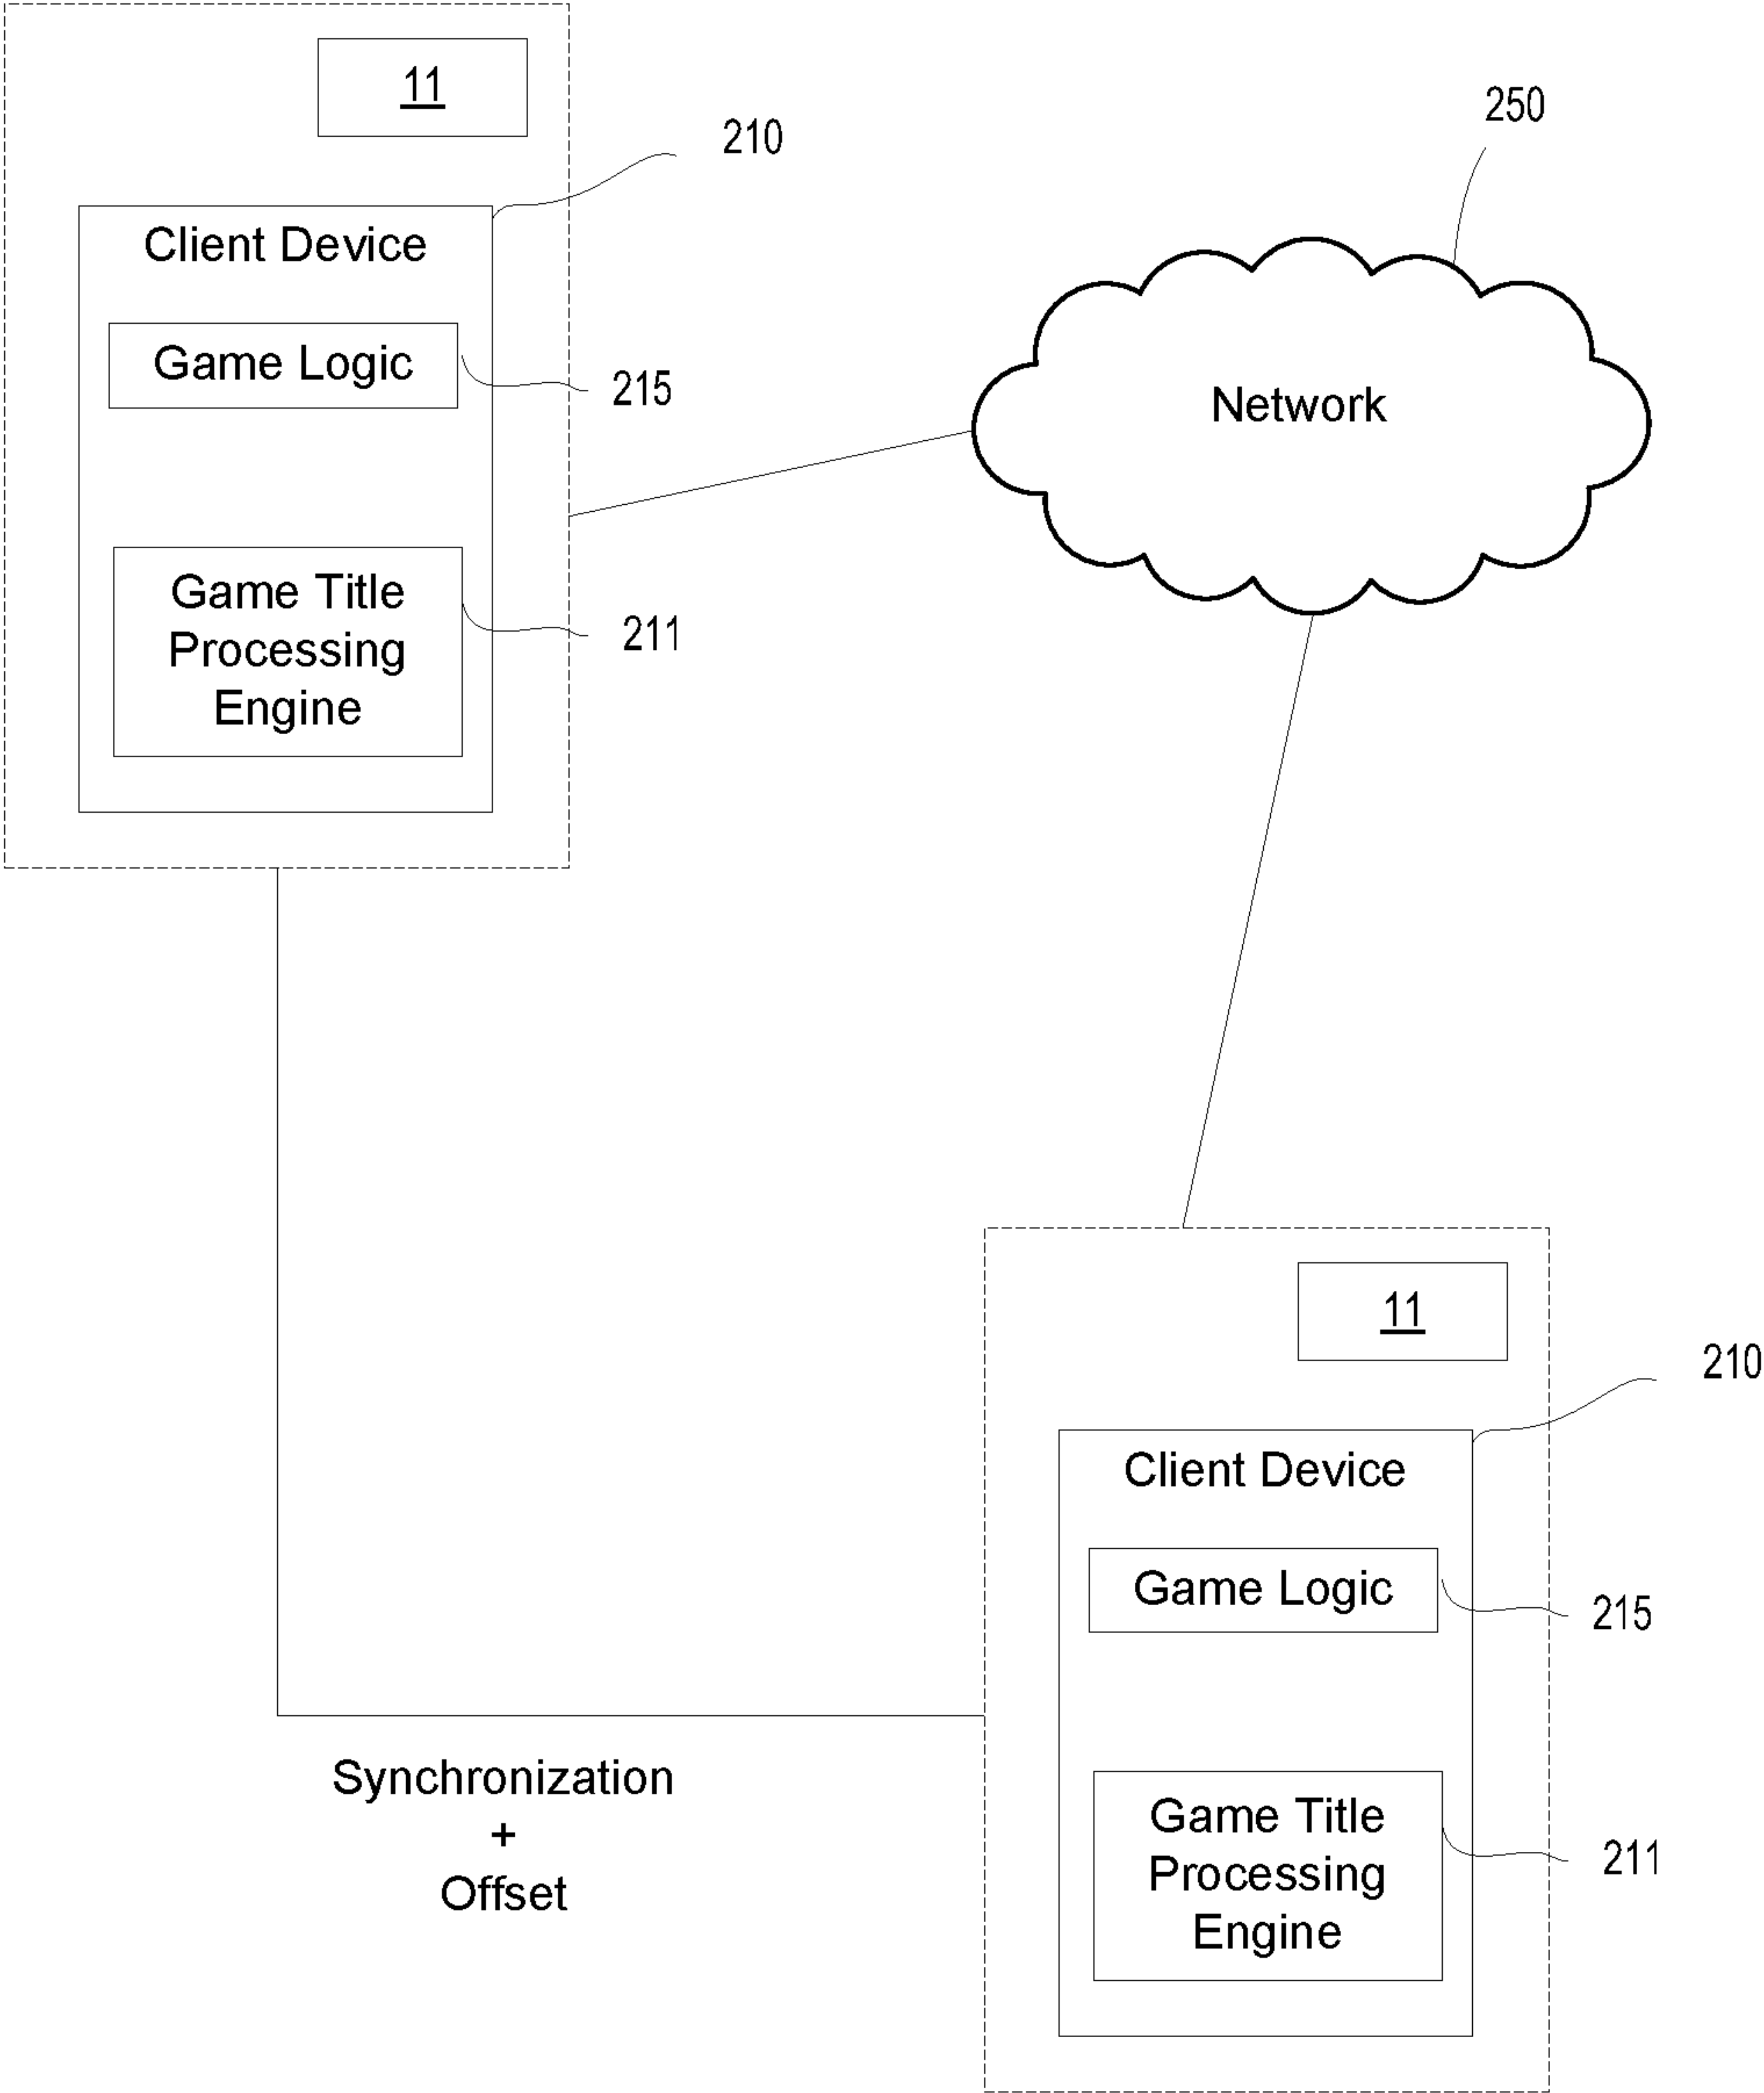 11
210
250
Client Device
Game Logic
215
Network
Game Title
Processing
Engine
211
11
210
Client Device
Game Logic
215
Synchronization
+
Offset
Game Title
Processing
Engine
211